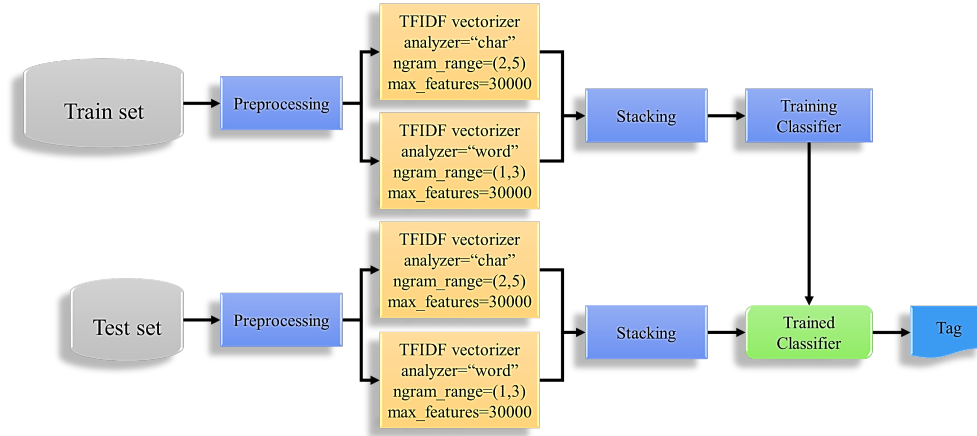 Train set
Preprocessing
TFIDF vectorizer
analyzer=“char”
ngram_range=(2,5)
max_features=30000
TFIDF vectorizer
analyzer=“word”
ngram_range=(1,3)
max_features=30000
Stacking
Training
Classifier
Test set
Preprocessing
TFIDF vectorizer
analyzer=“char”
ngram_range=(2,5)
max_features=30000
TFIDF vectorizer
analyzer=“word”
ngram_range=(1,3)
max_features=30000
Stacking
Trained
Classifier
Tag